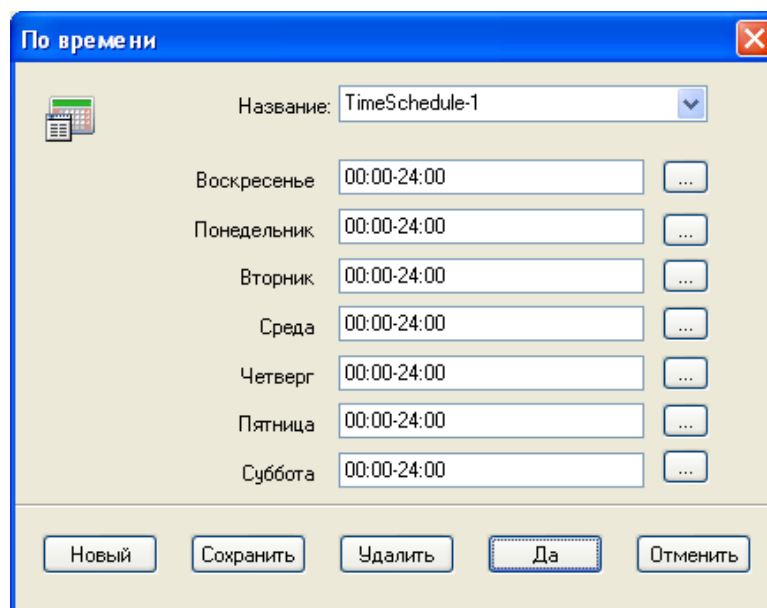 По времени
Название: TimeSchedule-1
Воскресенье 00:00-24:00 ...
Понедельник 00:00-24:00 ...
Вторник 00:00-24:00 ...
Среда 00:00-24:00 ...
Четверг 00:00-24:00 ...
Пятница 00:00-24:00 ...
Суббота 00:00-24:00 ...
Новый Сохранить Удалить Да Отменить